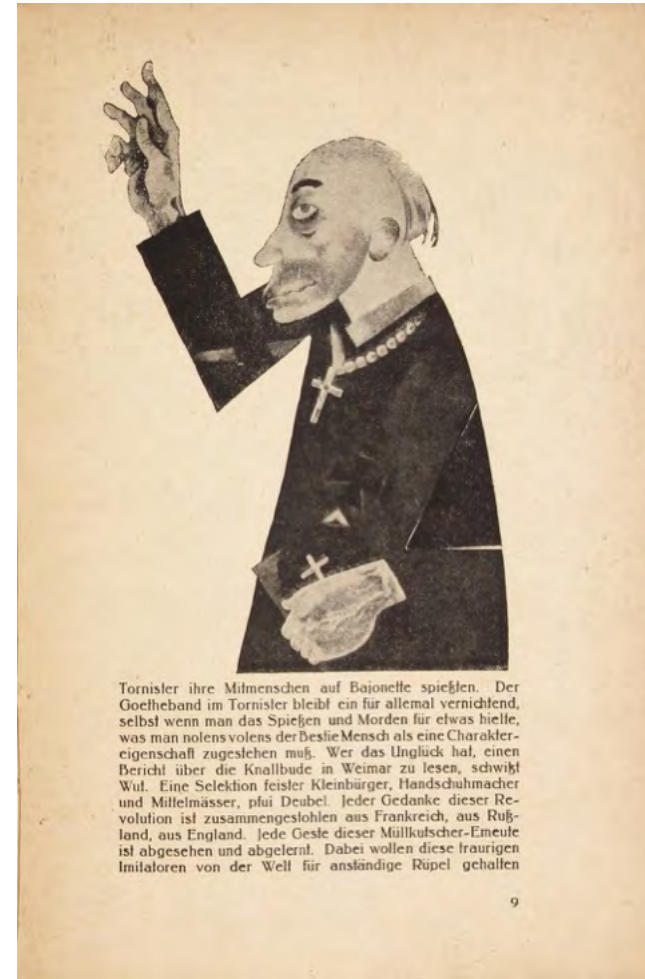 Tornister ihre Mitmenschen auf Bajonette spießten. Der
Goetheband im Tornister bleibt ein für allemal vernichtend,
selbst wenn man das Spießen und Morden für etwas hielte,
was man nolens volens der Bestie Mensch als eine Charakter-
eigenschaft zugestehen muß. Wer das Unglück hat, einen
Bericht über die Knallbude in Weimar zu lesen, schwißt
Wut. Eine Selektion feister Kleinbürger, Handschuhmacher
und Mittelmässer, pfui Deubel. Jeder Gedanke dieser Re-
volution ist zusammengestohlen aus Frankreich, aus Ruß-
land, aus England. Jede Geste dieser Müllkutscher-Emeute
ist abgesehen und abgelernt. Dabei wollen diese traurigen
Imitatoren von der Welt für anständige Rüpel gehalten
9